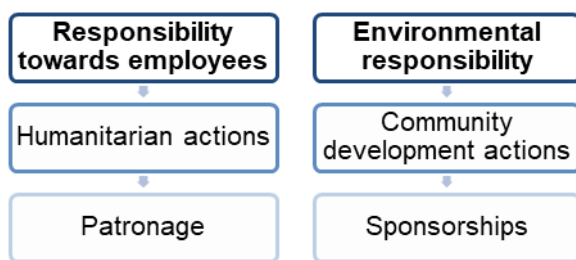 Responsibility
towards employees
Humanitarian actions
Patronage
Environmental
responsibility
Community
development actions
Sponsorships